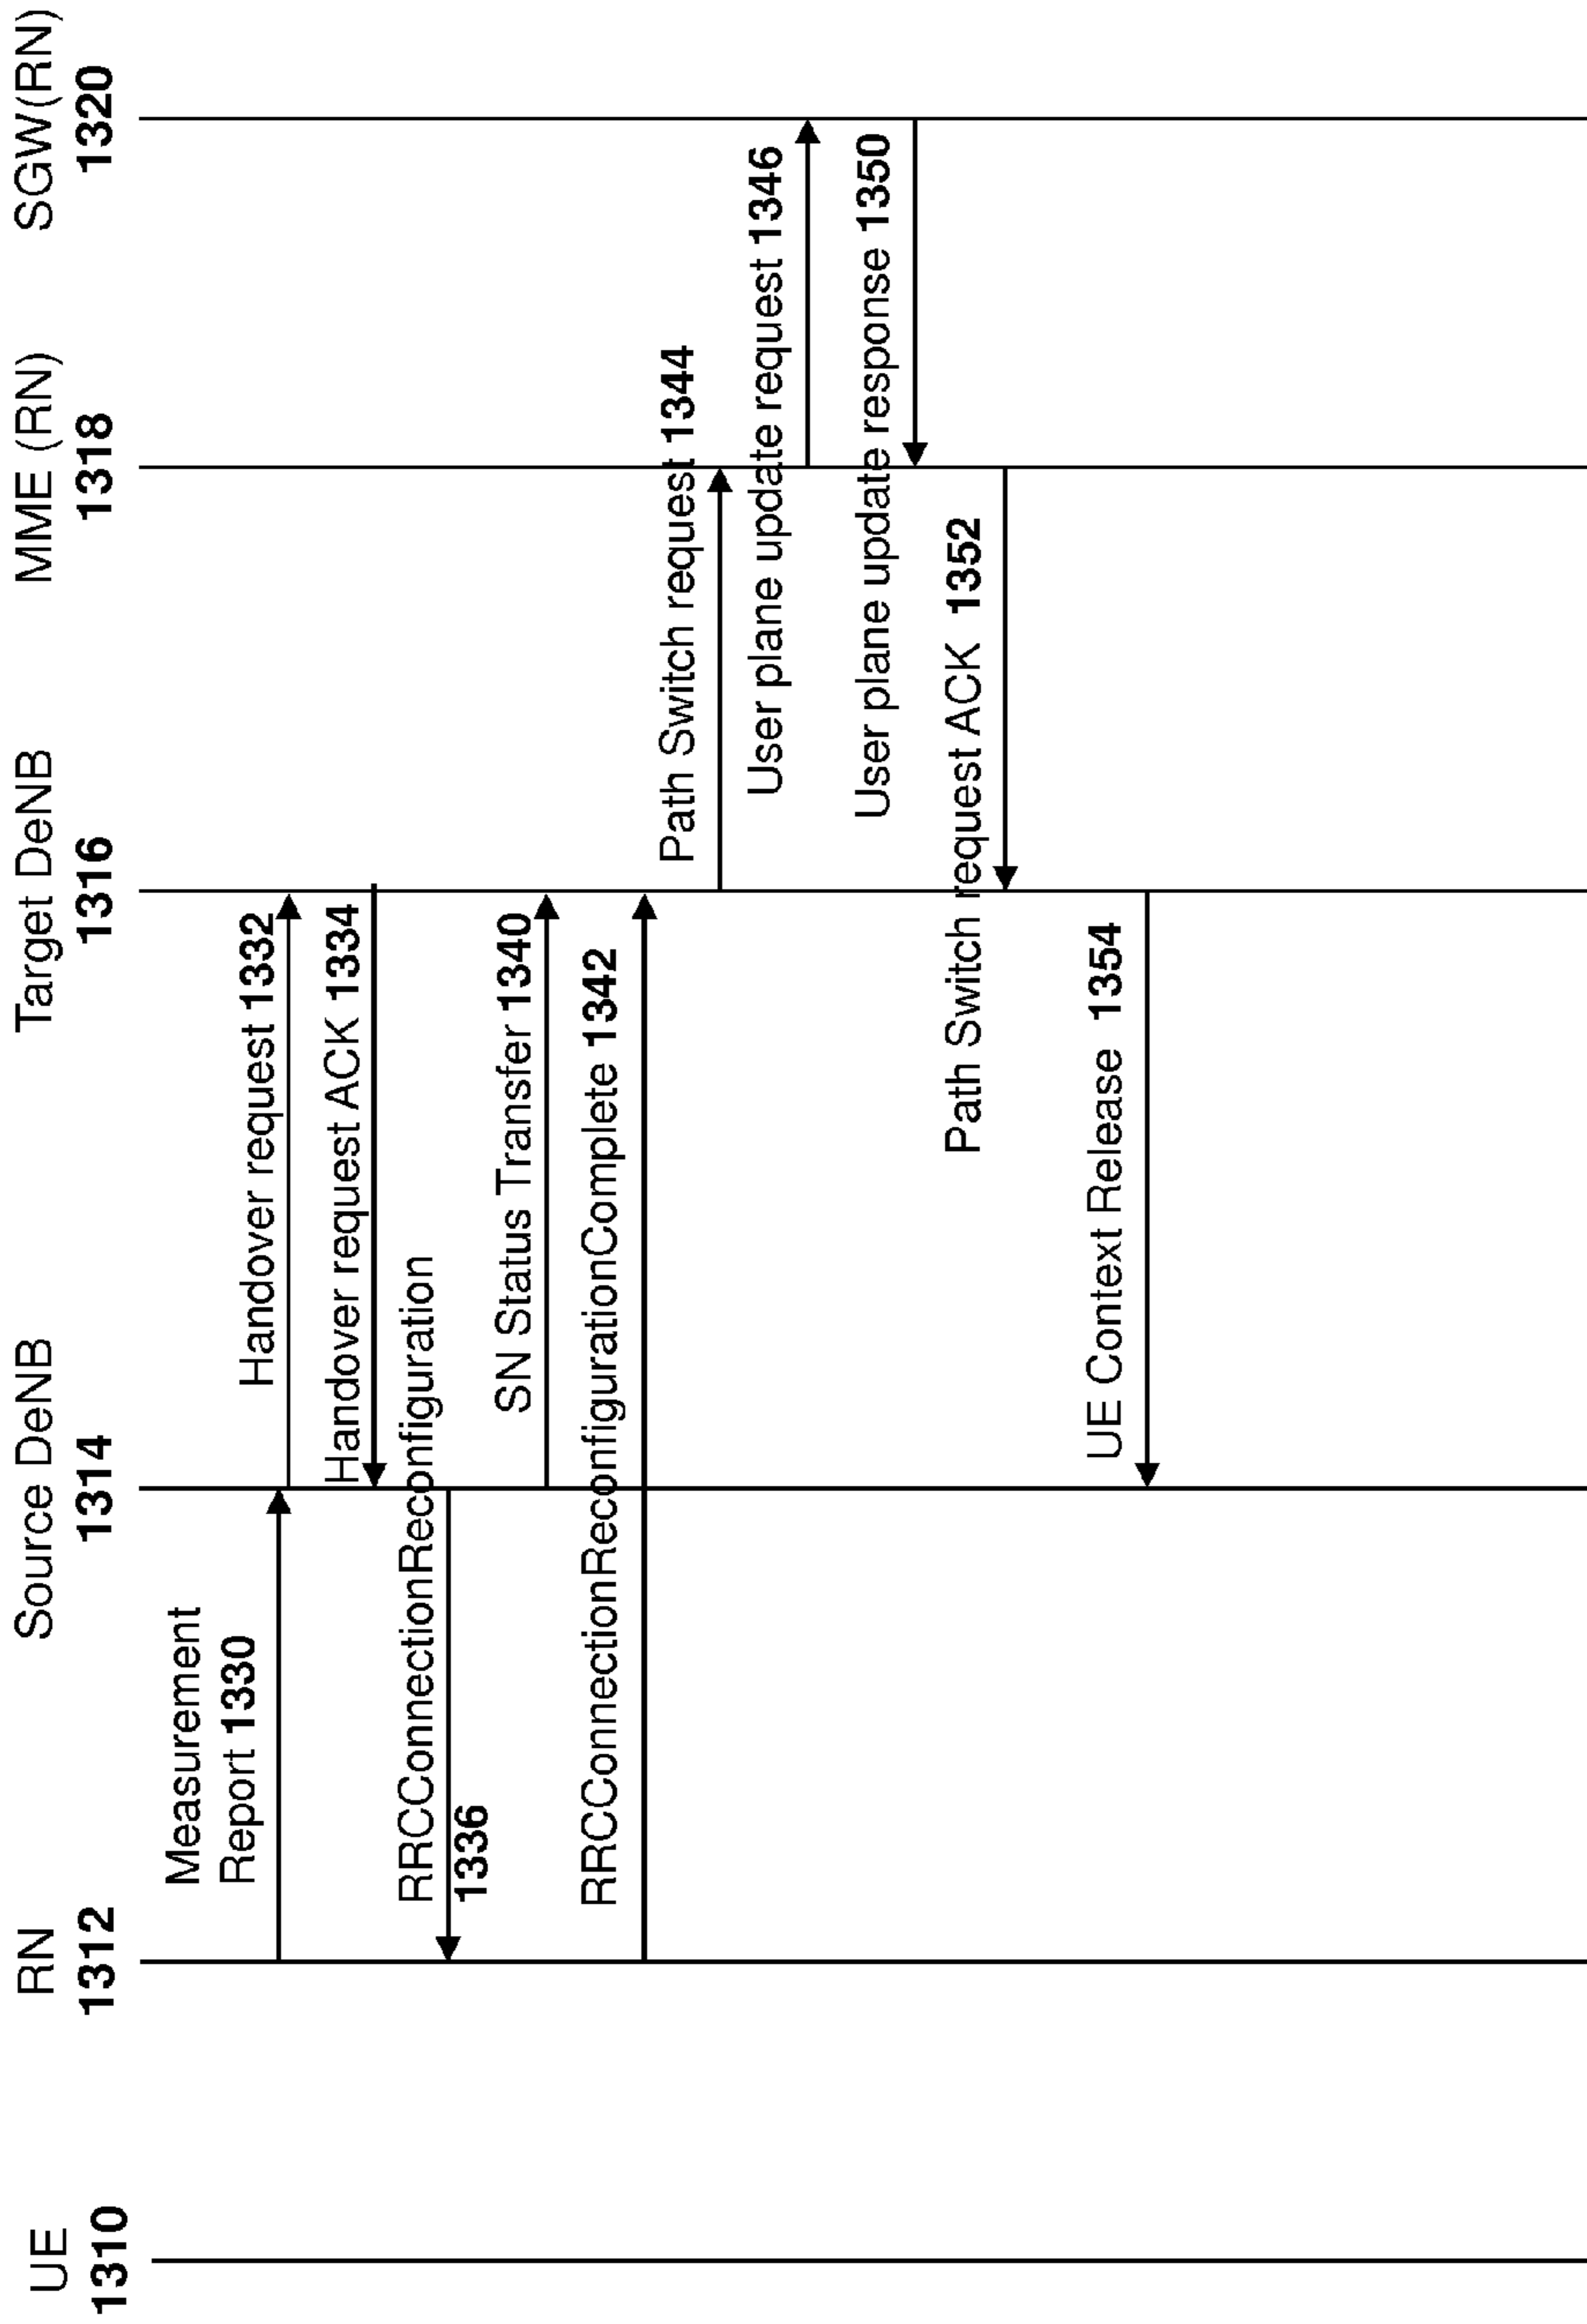 UE
1310
RN
1312
Source DeNB
1314
Target DeNB
1316
MME (RN)
1318
SGW(RN)
1320
Measurement
Report 1330
Handover request 1332
Handover request ACK 1334
RRCConnectionReconfiguration
1336
SN Status Transfer 1340
RRCConnectionReconfigurationComplete 1342
Path Switch request 1344
User plane update request 1346
User plane update response 1350
Path Switch request ACK 1352
UE Context Release 1354